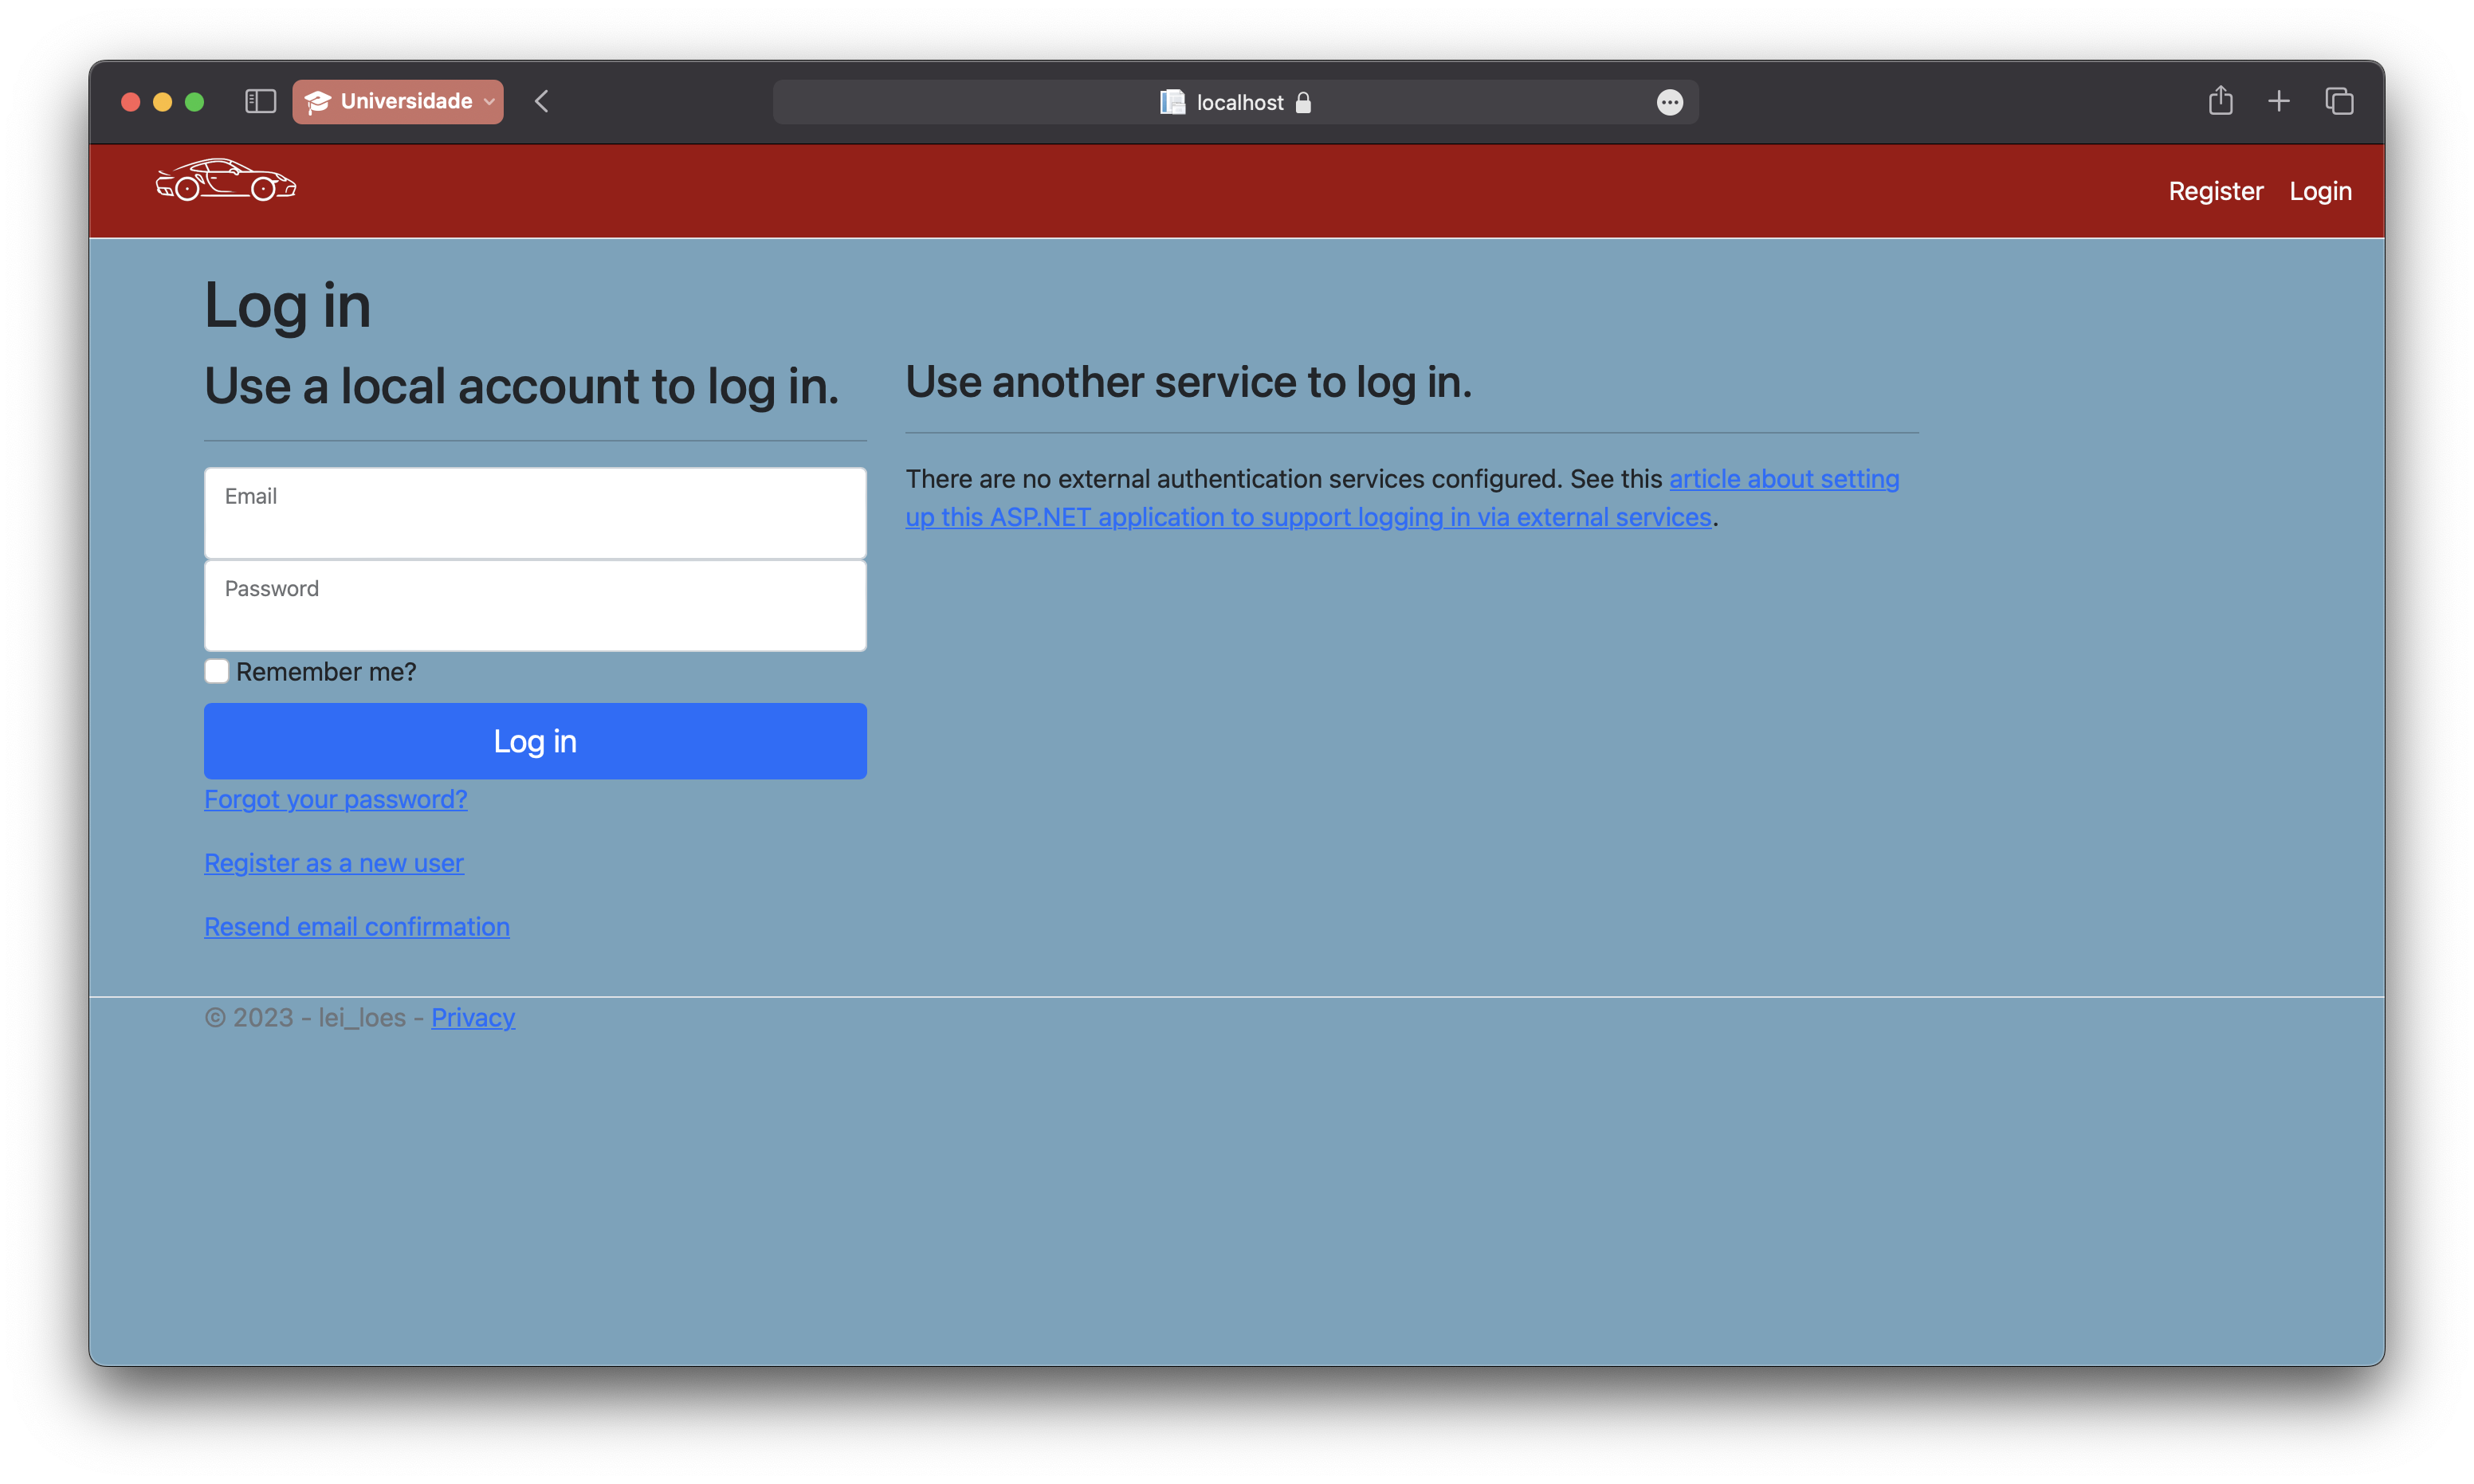 Universidade
localhost
Register Login
Log in
Use a local account to log in.
Email
Password
Remember me?
Log in
Forgot your password?
Register as a new user
Resend email confirmation
Use another service to log in.
There are no external authentication services configured. See this article about setting
up this ASP.NET application to support logging in via external services.
© 2023 - lei_loes - Privacy